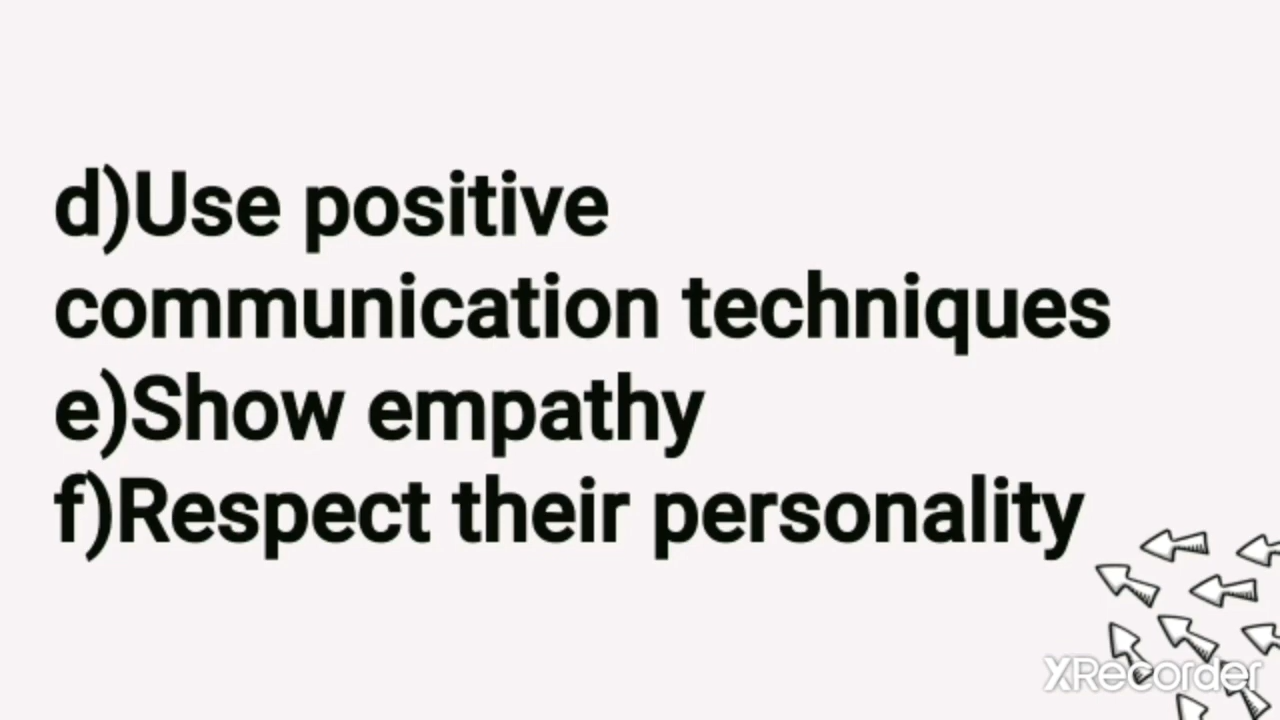 d)Use positive
communication techniques
e)Show empathy
f)Respect their personality
XRecorder